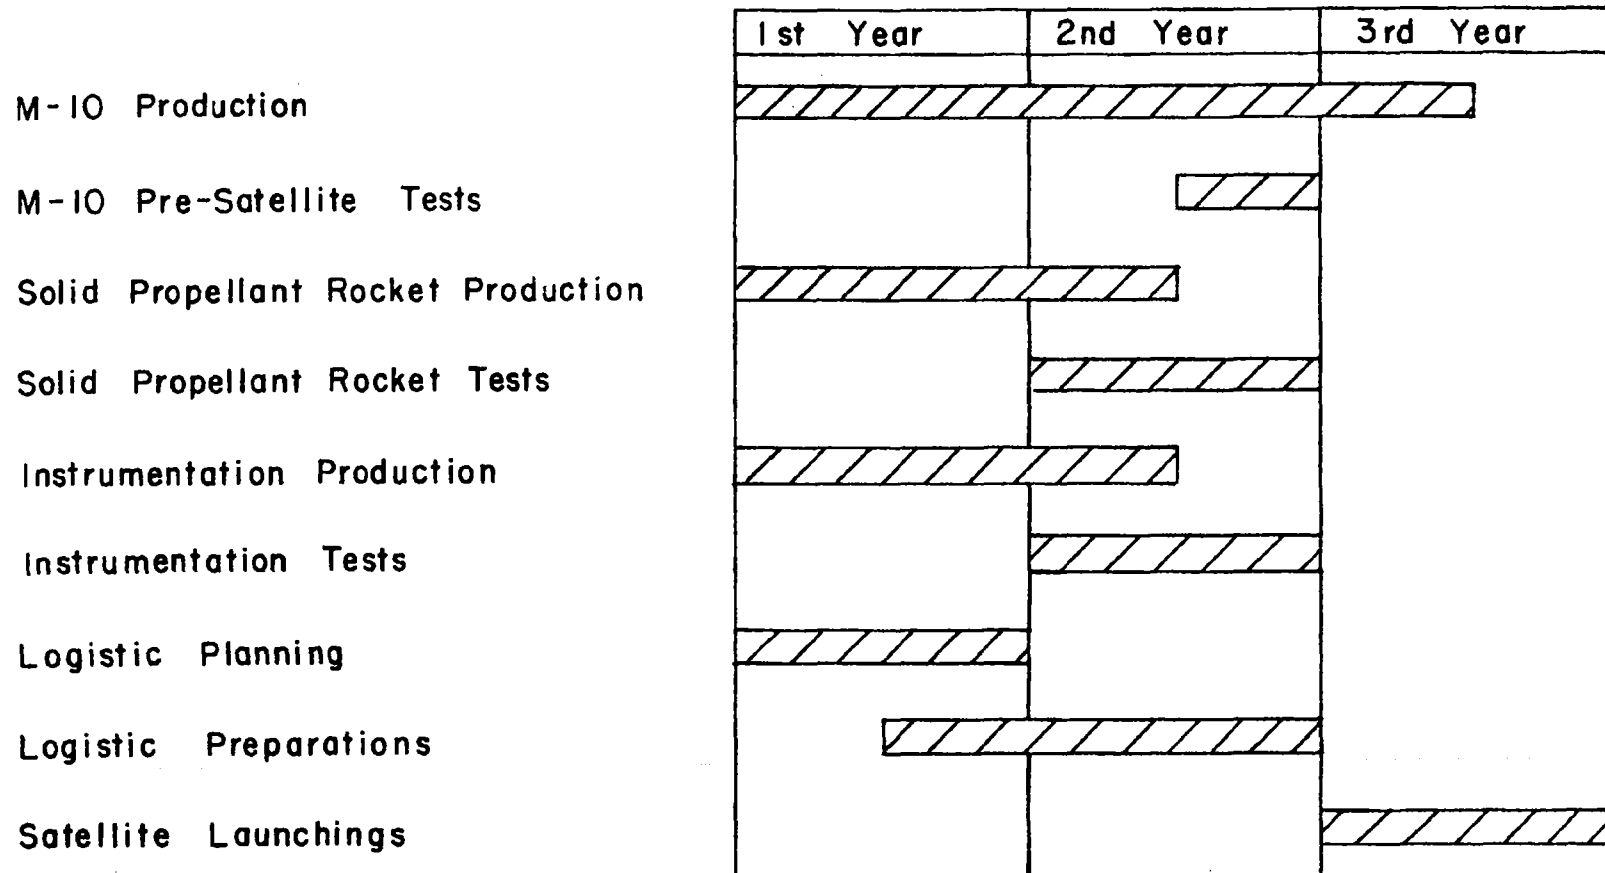 1st Year 2nd Year 3rd Year
M-10 Production
M-10 Pre-Satellite Tests
Solid Propellant Rocket Production
Solid Propellant Rocket Tests
Instrumentation Production
Instrumentation Tests
Logistic Planning
Logistic Preparations
Satellite Launchings